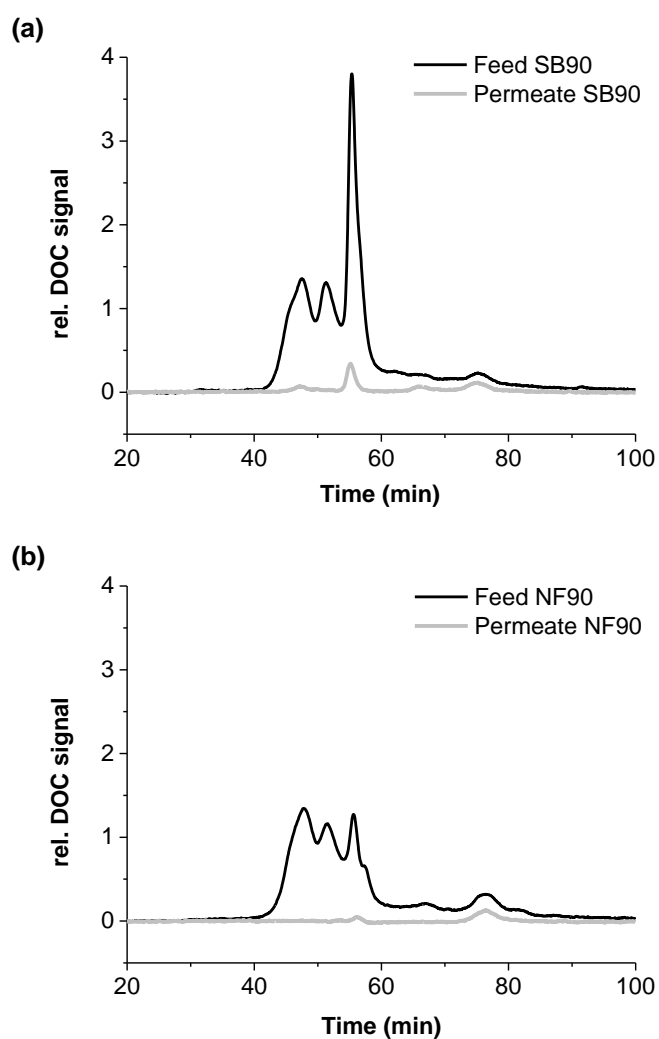 (a)
4
3
2
1
0
rel. DOC signal
Feed SB90
Permeate SB90
20 40 60 80 100
Time (min)
(b)
4
3
2
1
0
rel. DOC signal
Feed NF90
Permeate NF90
20 40 60 80 100
Time (min)